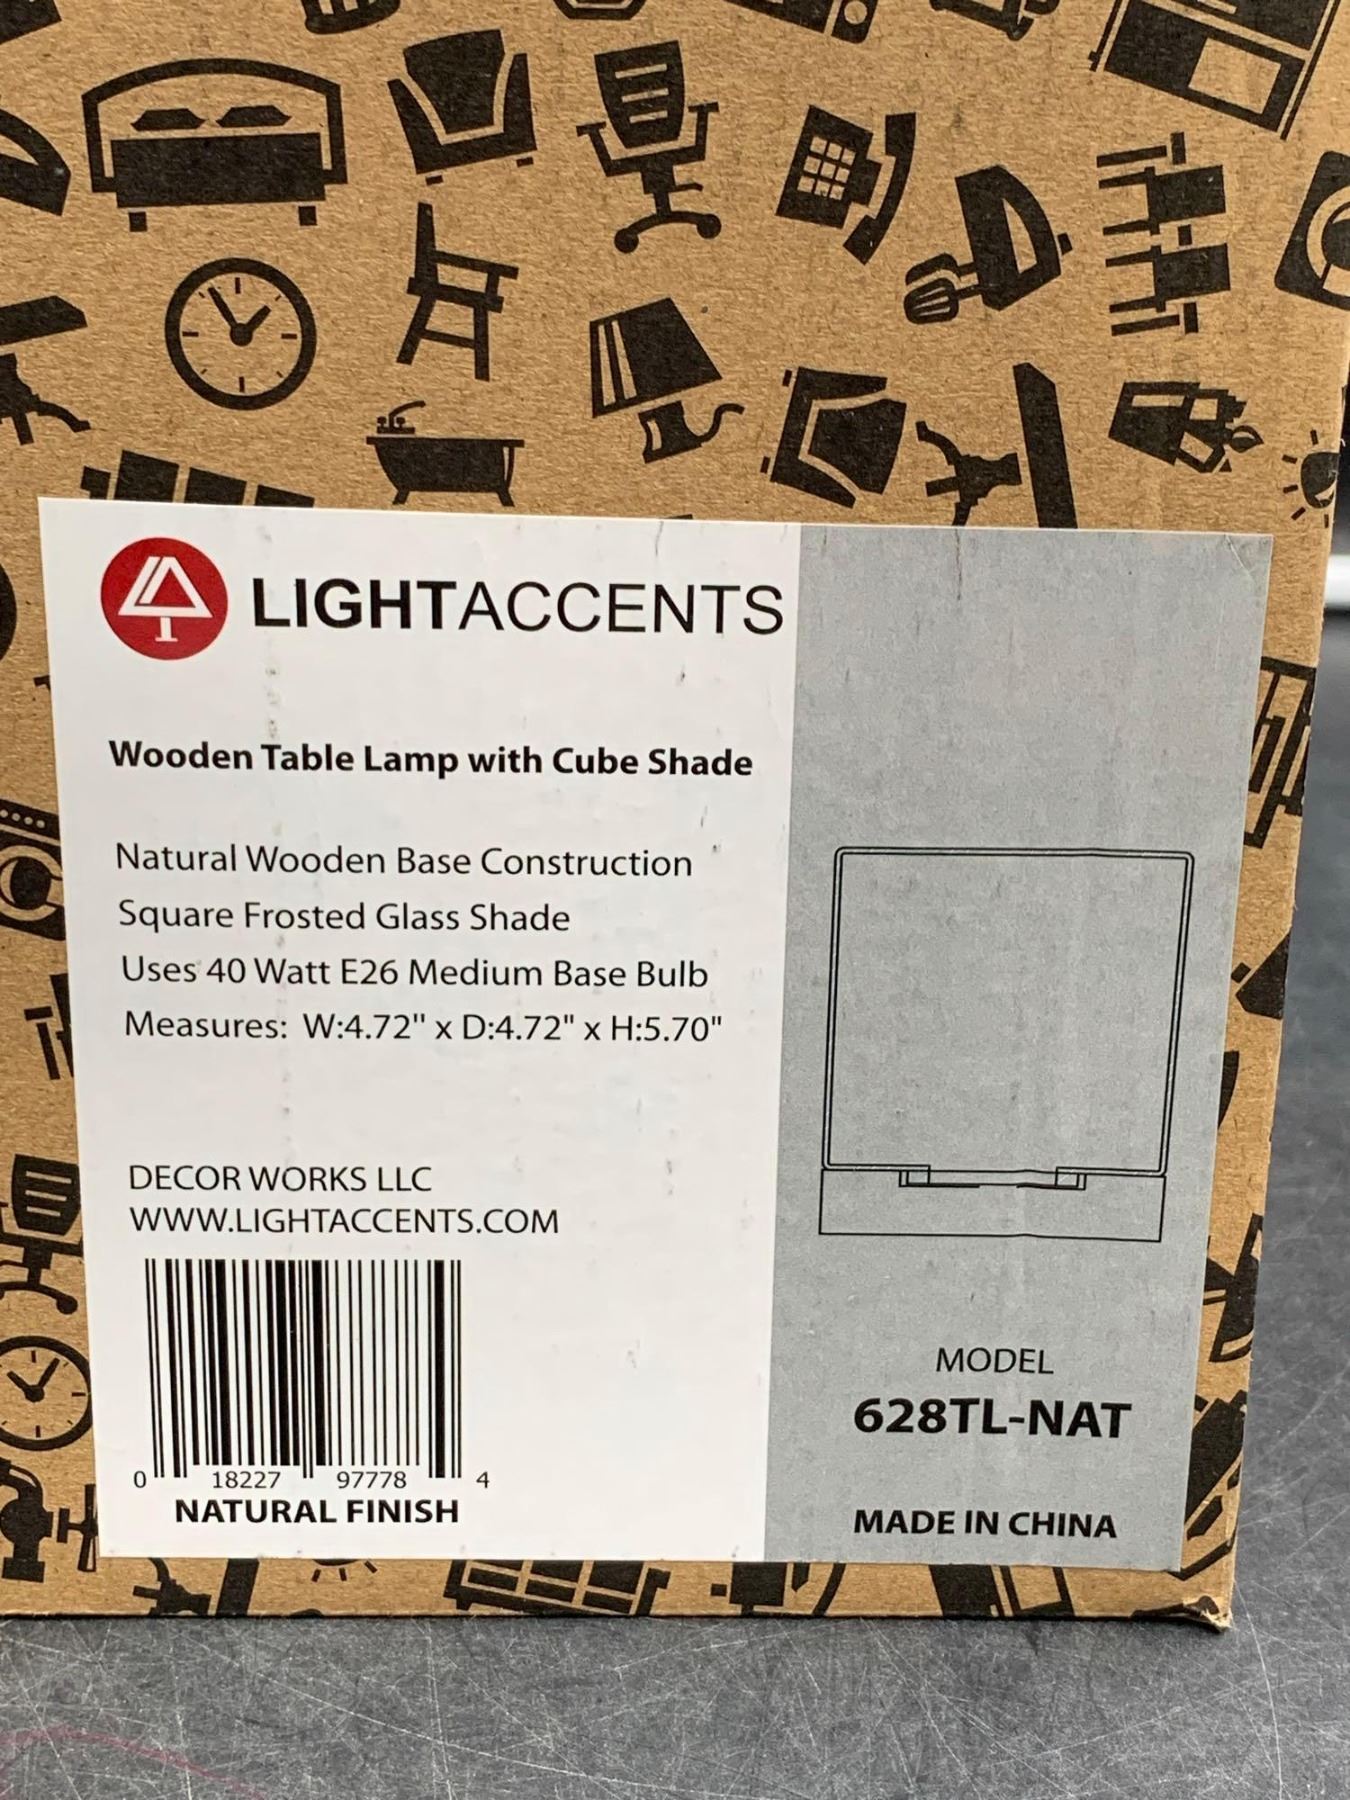 LIGHTACCENTS
Wooden Table Lamp with Cube Shade
Natural Wooden Base Construction
Square Frosted Glass Shade
Uses 40 Watt E26 Medium Base Bulb
Measures: W:4.72" x D:4.72" x H:5.70"
DECOR WORKS LLC
WWW.LIGHTACCENTS.COM
0 18227 97778 4
NATURAL FINISH
MODEL
628TL-NAT
MADE IN CHINA